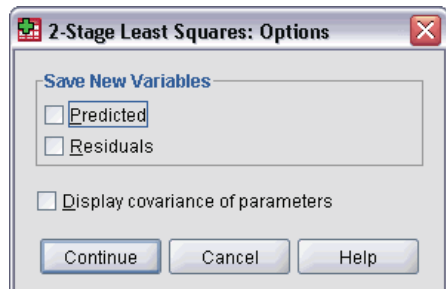 2-Stage Least Squares: Options
Save New Variables
Predicted
Residuals
Display covariance of parameters
Continue Cancel Help